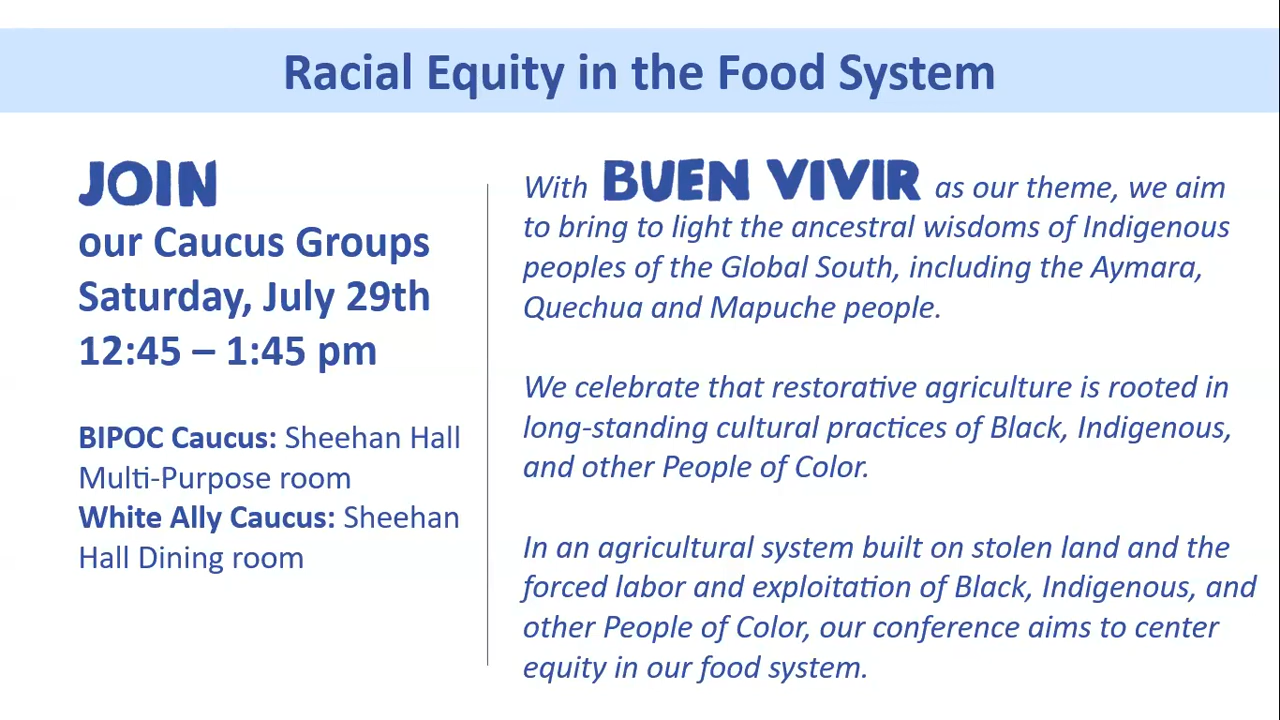 Racial Equity in the Food System
JOIN
our Caucus Groups
Saturday, July 29th
12:45 – 1:45 pm
BIPOC Caucus: Sheehan Hall
Multi-Purpose room
White Ally Caucus: Sheehan
Hall Dining room
With BUEN VIVIR as our theme, we aim
to bring to light the ancestral wisdoms of Indigenous
peoples of the Global South, including the Aymara,
Quechua and Mapuche people.
We celebrate that restorative agriculture is rooted in
long-standing cultural practices of Black, Indigenous,
and other People of Color.
In an agricultural system built on stolen land and the
forced labor and exploitation of Black, Indigenous, and
other People of Color, our conference aims to center
equity in our food system.